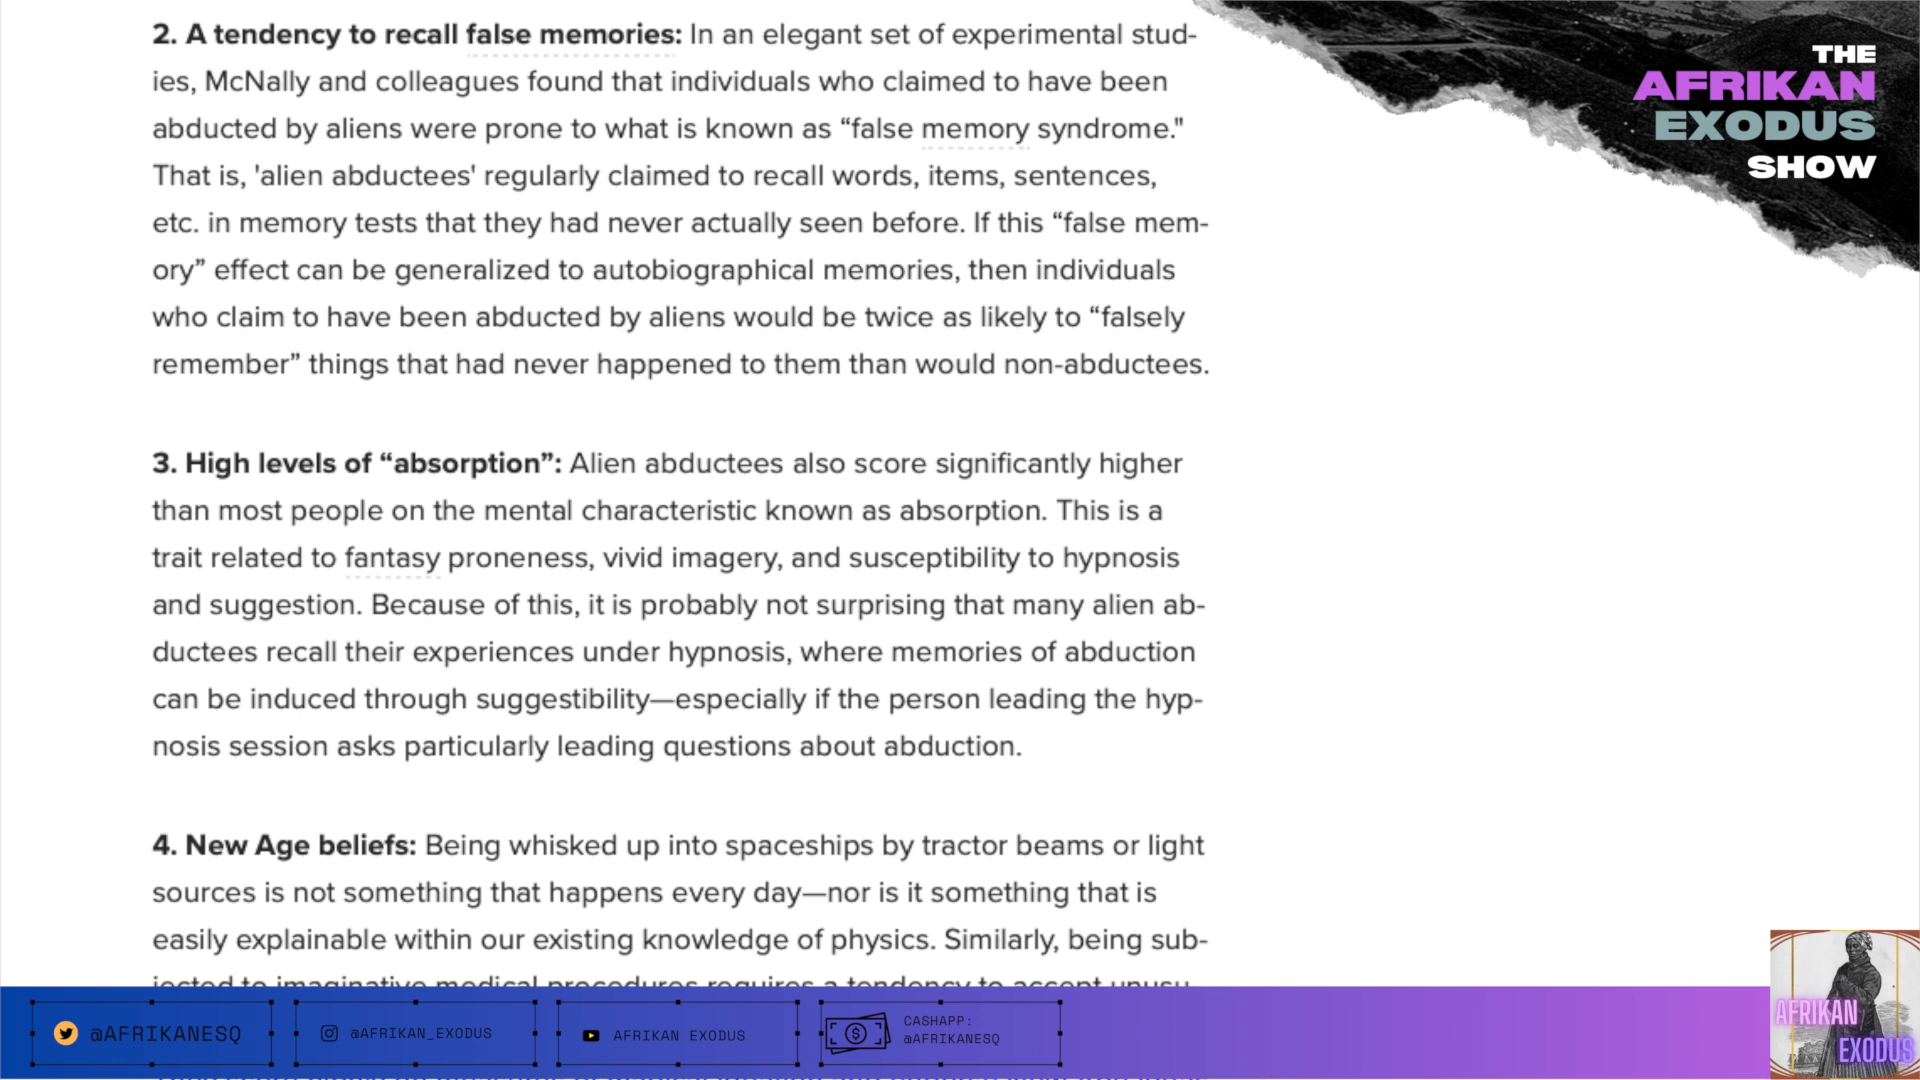 2. A tendency to recall false memories: In an elegant set of experimental stud-
ies, McNally and colleagues found that individuals who claimed to have been
abducted by aliens were prone to what is known as “false memory syndrome."
That is, 'alien abductees' regularly claimed to recall words, items, sentences,
etc. in memory tests that they had never actually seen before. If this “false mem-
ory” effect can be generalized to autobiographical memories, then individuals
who claim to have been abducted by aliens would be twice as likely to “falsely
remember” things that had never happened to them than would non-abductees.
3. High levels of “absorption”: Alien abductees also score significantly higher
than most people on the mental characteristic known as absorption. This is a
trait related to fantasy proneness, vivid imagery, and susceptibility to hypnosis
and suggestion. Because of this, it is probably not surprising that many alien ab-
ductees recall their experiences under hypnosis, where memories of abduction
can be induced through suggestibility—especially if the person leading the hyp-
nosis session asks particularly leading questions about abduction.
4. New Age beliefs: Being whisked up into spaceships by tractor beams or light
sources is not something that happens every day—nor is it something that is
easily explainable within our existing knowledge of physics. Similarly, being sub-
jected to imaginative medical procedures requires a tendency to accept unusu-
THE
AFRIKAN
EXODUS
SHOW
@AFRIKANESQ
@AFRIKAN_EXODUS
AFRIKAN EXODUS
CASHAPP:
@AFRIKANESQ
AFRIKAN
EXODUS